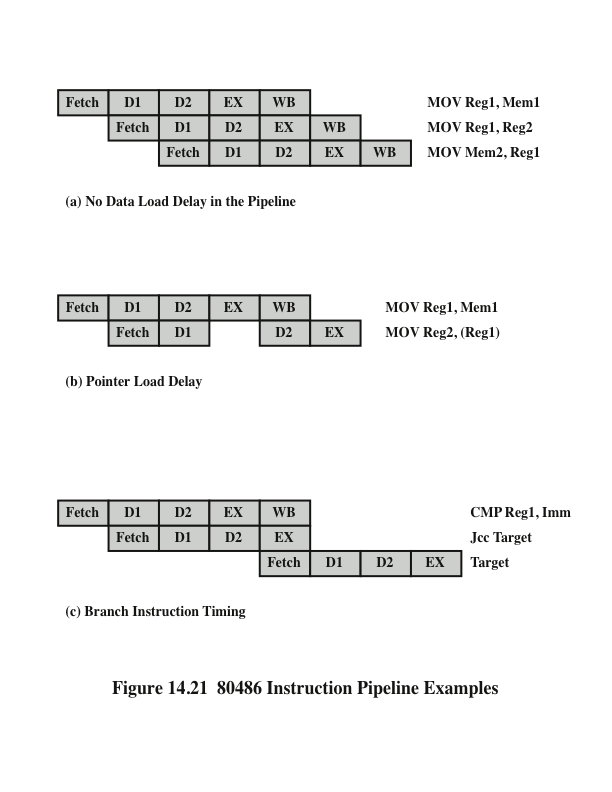 Fetch D1 D2 EX WB MOV Reg1, Mem1
Fetch D1 D2 EX WB MOV Reg1, Reg2
Fetch D1 D2 EX WB MOV Mem2, Reg1
(a) No Data Load Delay in the Pipeline
Fetch D1 D2 EX WB MOV Reg1, Mem1
Fetch D1 D2 EX MOV Reg2, (Reg1)
(b) Pointer Load Delay
Fetch D1 D2 EX WB CMP Reg1, Imm
Fetch D1 D2 EX Jcc Target
Fetch D1 D2 EX Target
(c) Branch Instruction Timing
Figure 14.21 80486 Instruction Pipeline Examples